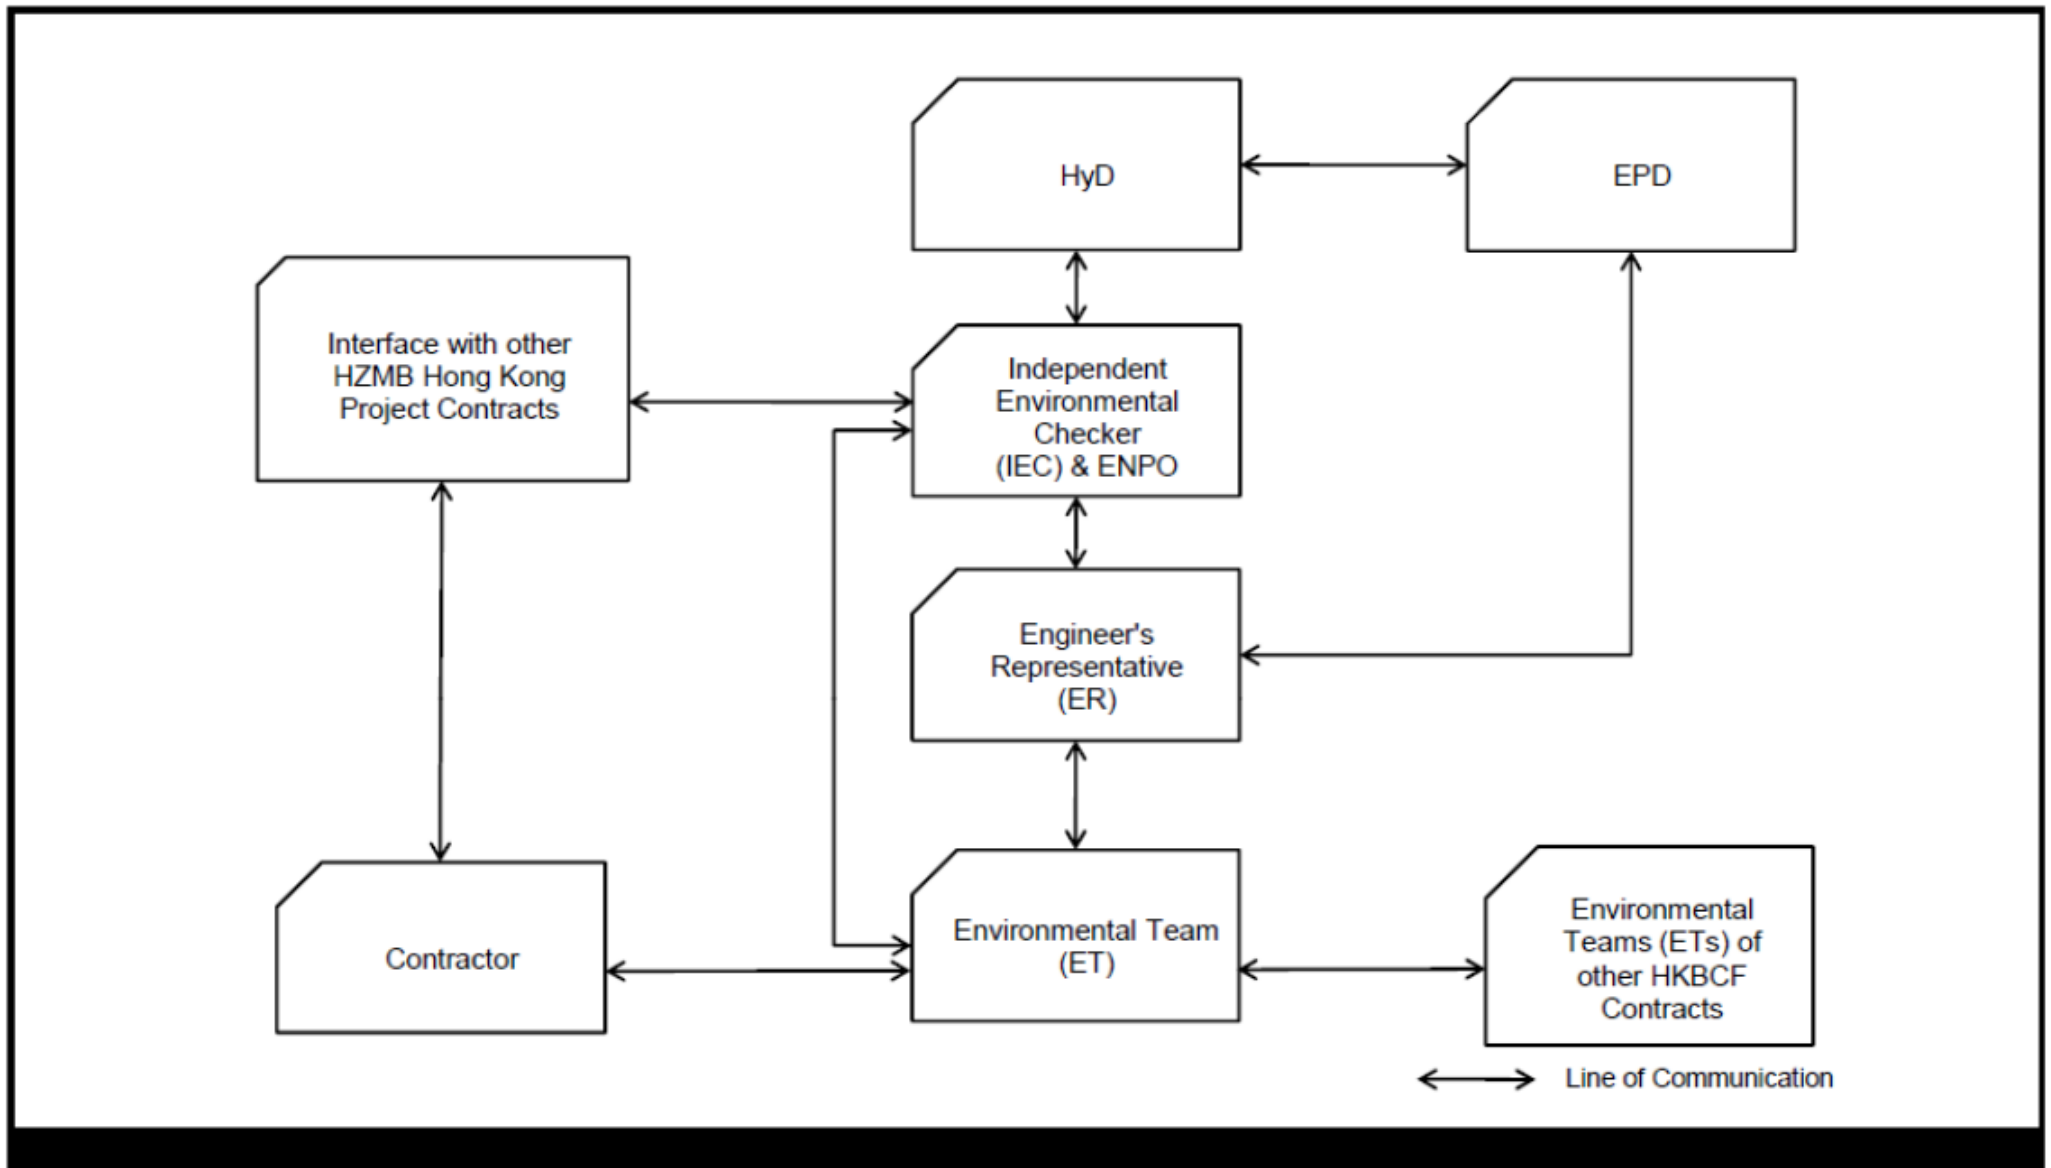 HyD
EPD
Interface with other
HZMB Hong Kong
Project Contracts
Independent
Environmental
Checker
(IEC) & ENPO
Engineer's
Representative
(ER)
Contractor
Environmental Team
(ET)
Environmental
Teams (ETs) of
other HKBCF
Contracts
Line of Communication